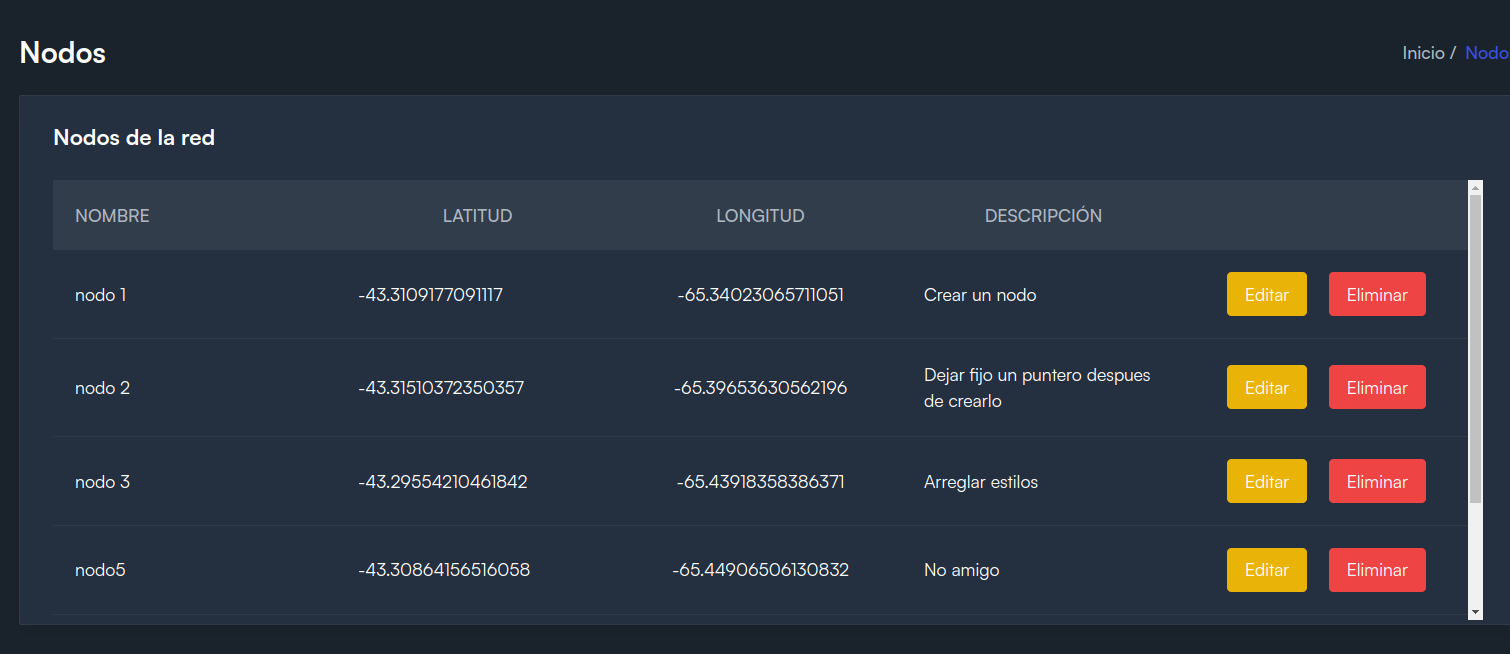 Nodos
Inicio / Nodo
Nodos de la red
NOMBRE LATITUD LONGITUD DESCRIPCIÓN
nodo 1 -43.3109177091117 -65.34023065711051 Crear un nodo Editar Eliminar
nodo 2 -43.31510372350357 -65.39653630562196 Dejar fijo un puntero despues
de crearlo Editar Eliminar
nodo 3 -43.29554210461842 -65.43918358386371 Arreglar estilos Editar Eliminar
nodo5 -43.30864156516058 -65.44906506130832 No amigo Editar Eliminar